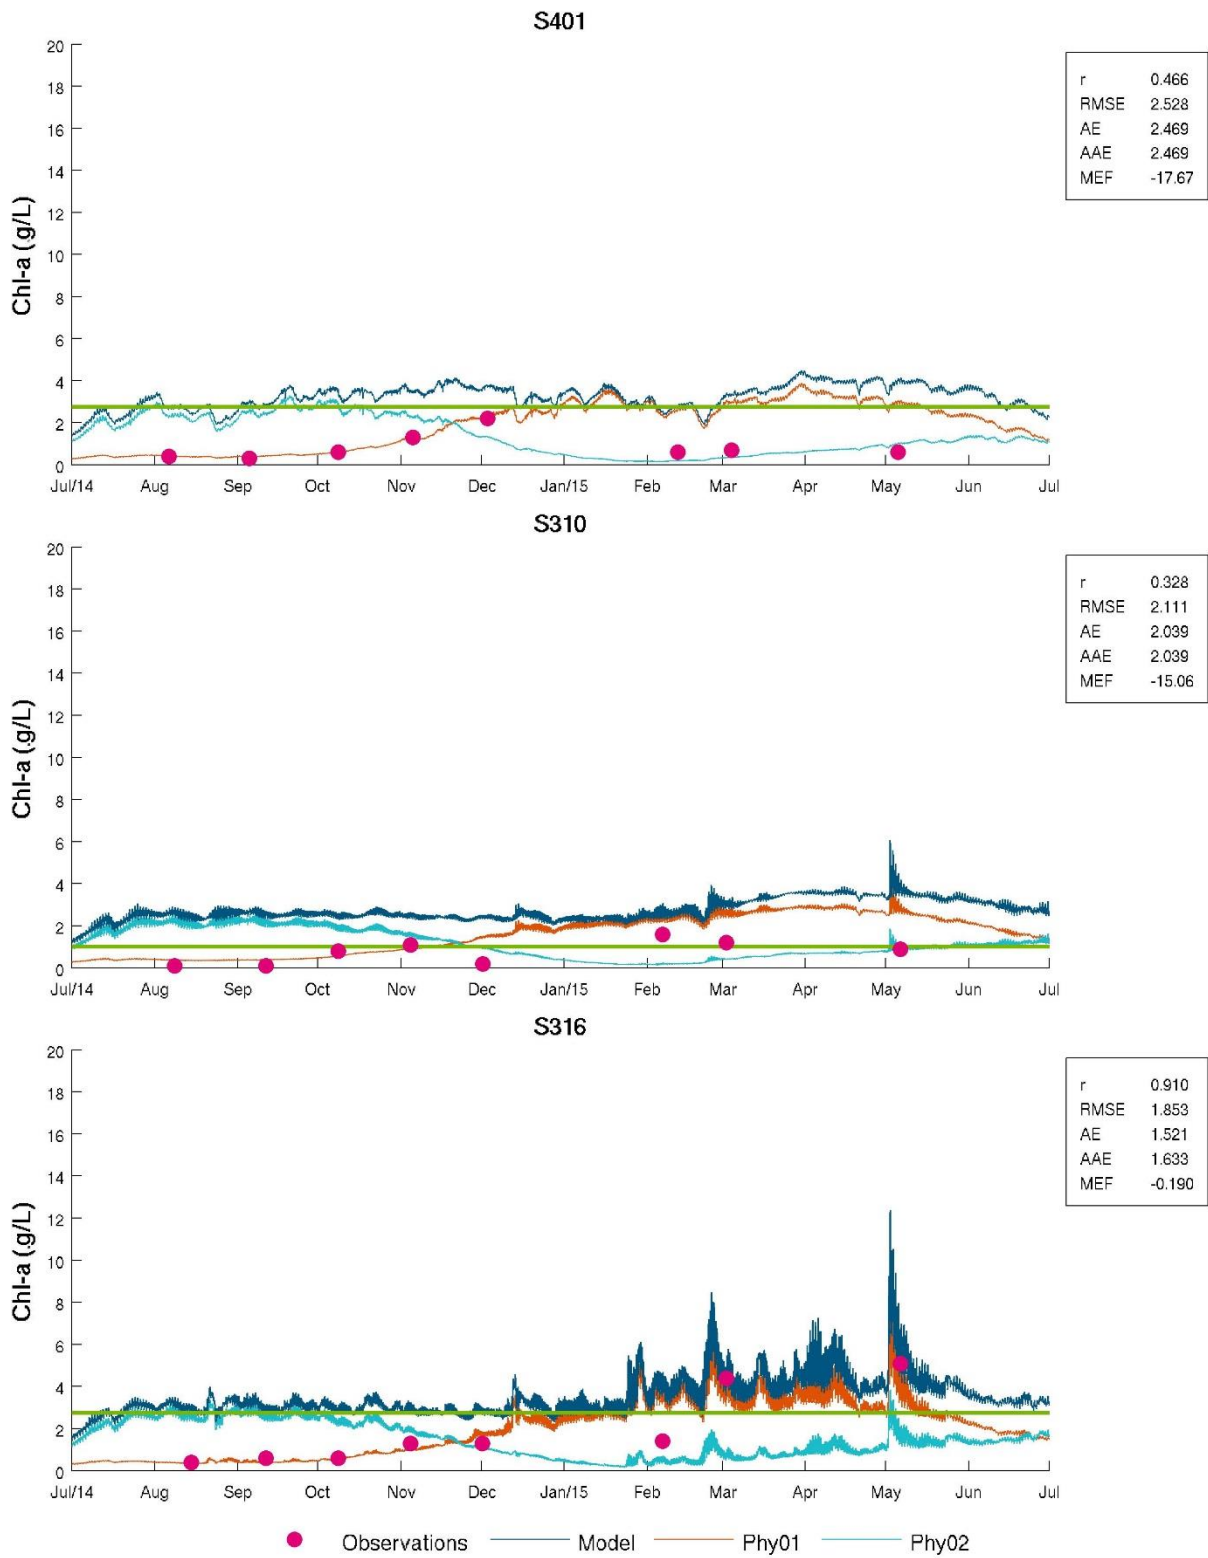 S401
20
18
16
14
12
10
8
6
4
2
0
Chl-a (.g/L)
Jul/14 Aug Sep Oct Nov Dec Jan/15 Feb Mar Apr May Jun Jul
r 0.466
RMSE 2.528
AE 2.469
AAE 2.469
MEF -17.67
S310
20
18
16
14
12
10
8
6
4
2
0
Chl-a (.g/L)
Jul/14 Aug Sep Oct Nov Dec Jan/15 Feb Mar Apr May Jun Jul
r 0.328
RMSE 2.111
AE 2.039
AAE 2.039
MEF -15.06
S316
20
18
16
14
12
10
8
6
4
2
0
Chl-a (.g/L)
Jul/14 Aug Sep Oct Nov Dec Jan/15 Feb Mar Apr May Jun Jul
r 0.910
RMSE 1.853
AE 1.521
AAE 1.633
MEF -0.190
Observations Model Phy01 Phy02